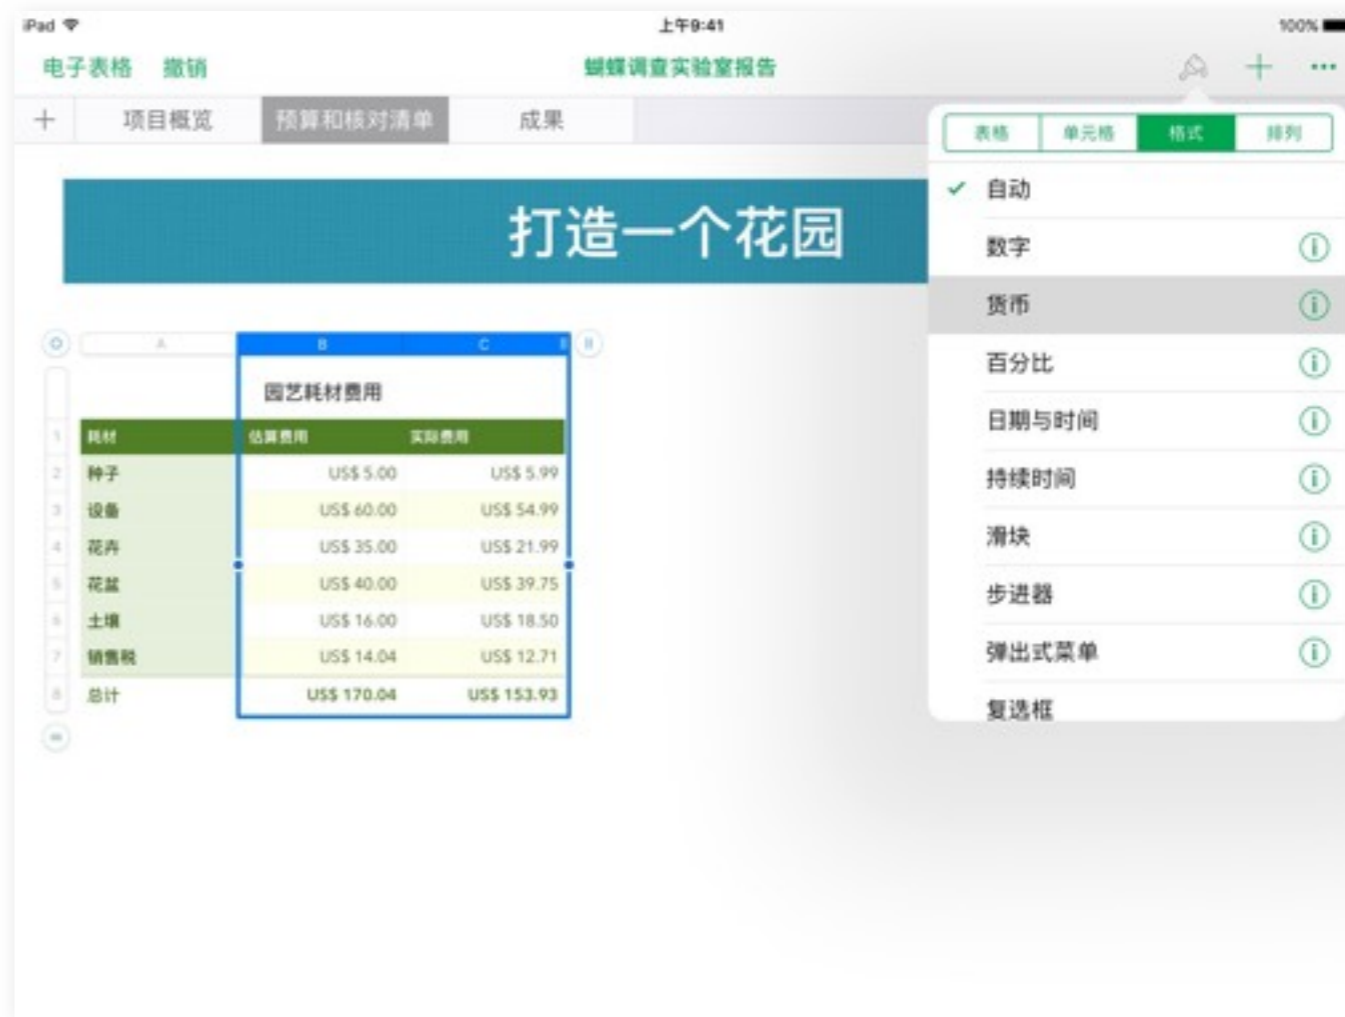 iPad 上午9:41 100%
电子表格 撤销 蝴蝶调查实验室报告
项目概览 预算和核对清单 成果
表格 单元格 格式 排列
自动
数字
货币
百分比
日期与时间
持续时间
滑块
步进器
弹出式菜单
复选框
打造一个花园
A B C
园艺耗材费用
1 耗材 估算费用 实际费用
2 种子 US$ 5.00 US$ 5.99
3 设备 US$ 60.00 US$ 54.99
4 花卉 US$ 35.00 US$ 21.99
5 花盆 US$ 40.00 US$ 39.75
6 土壤 US$ 16.00 US$ 18.50
7 销售税 US$ 14.04 US$ 12.71
8 总计 US$ 170.04 US$ 153.93